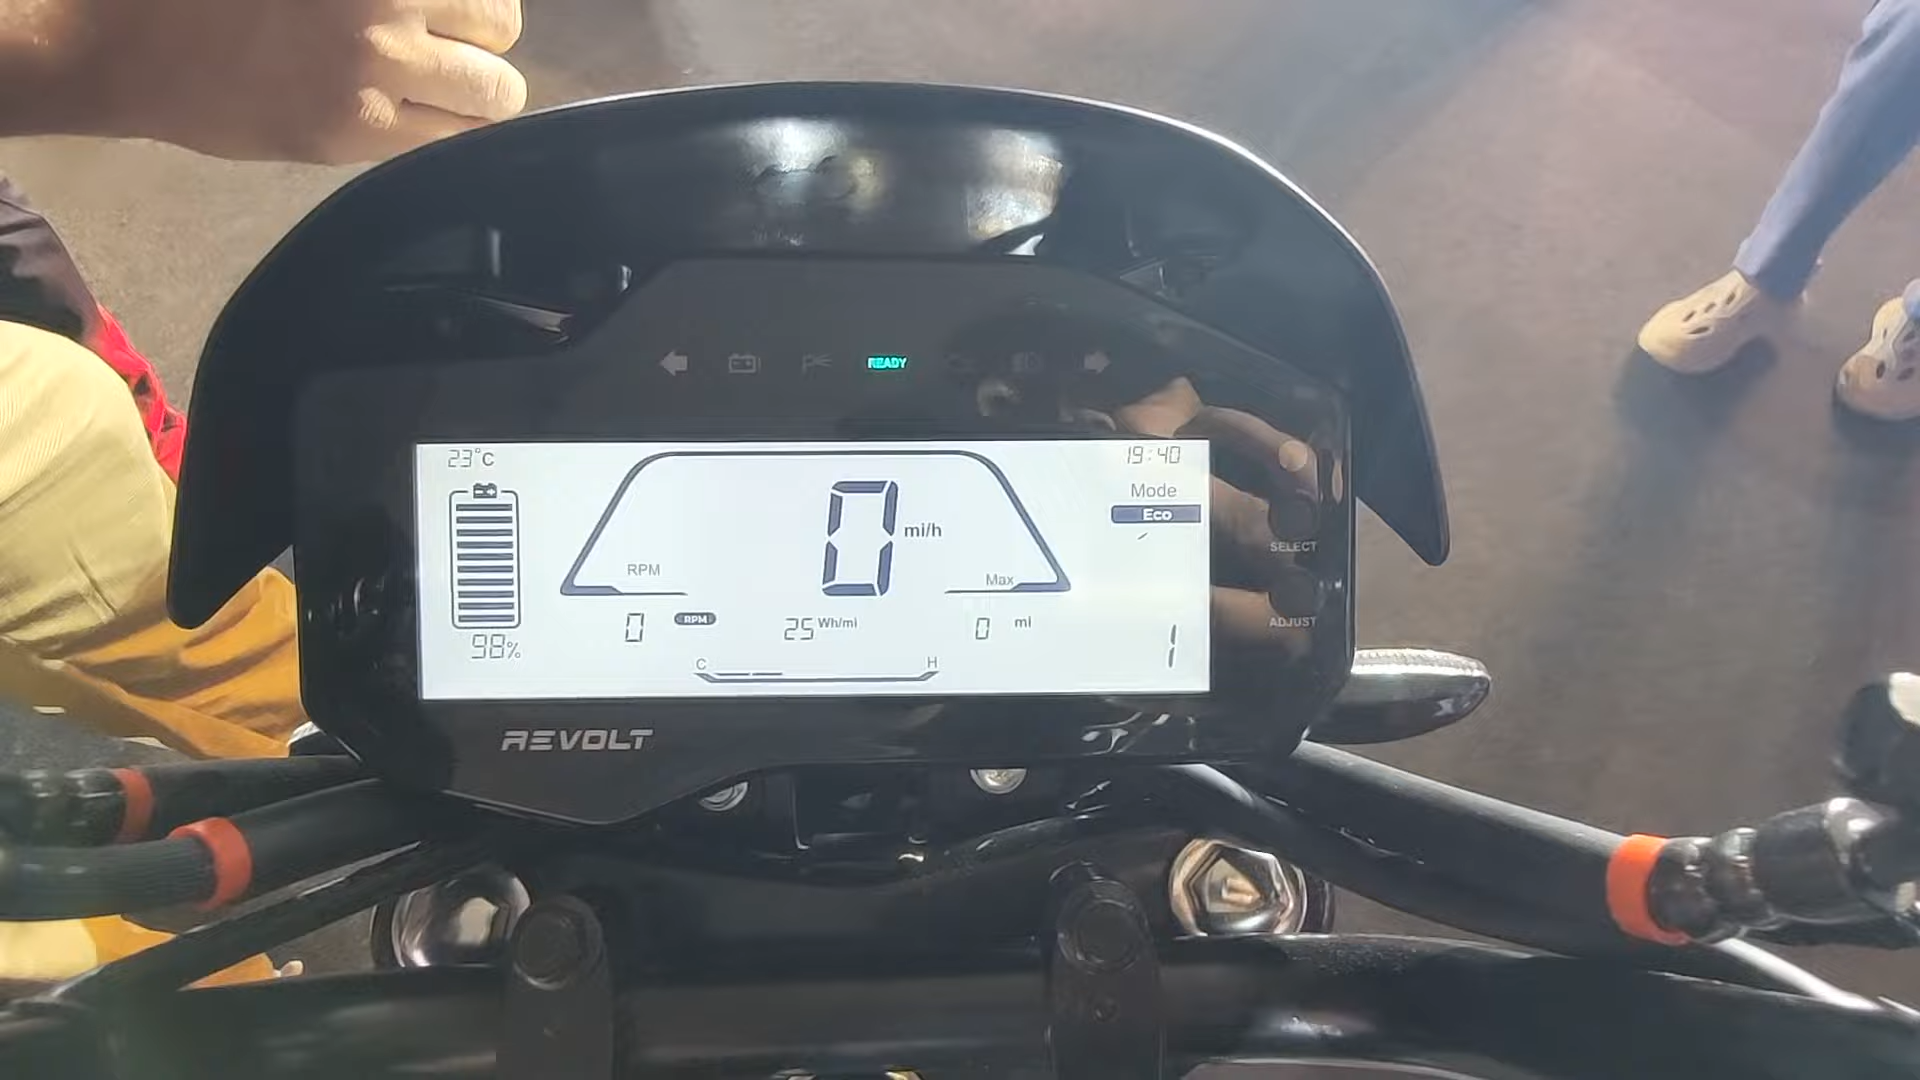 READY
23°C
19:40
Mode
Eco
0 mi/h
SELECT
RPM
Max
ADJUST
0 RPM
25 Wh/mi
0 mi
1
98%
C
H
REVOLT